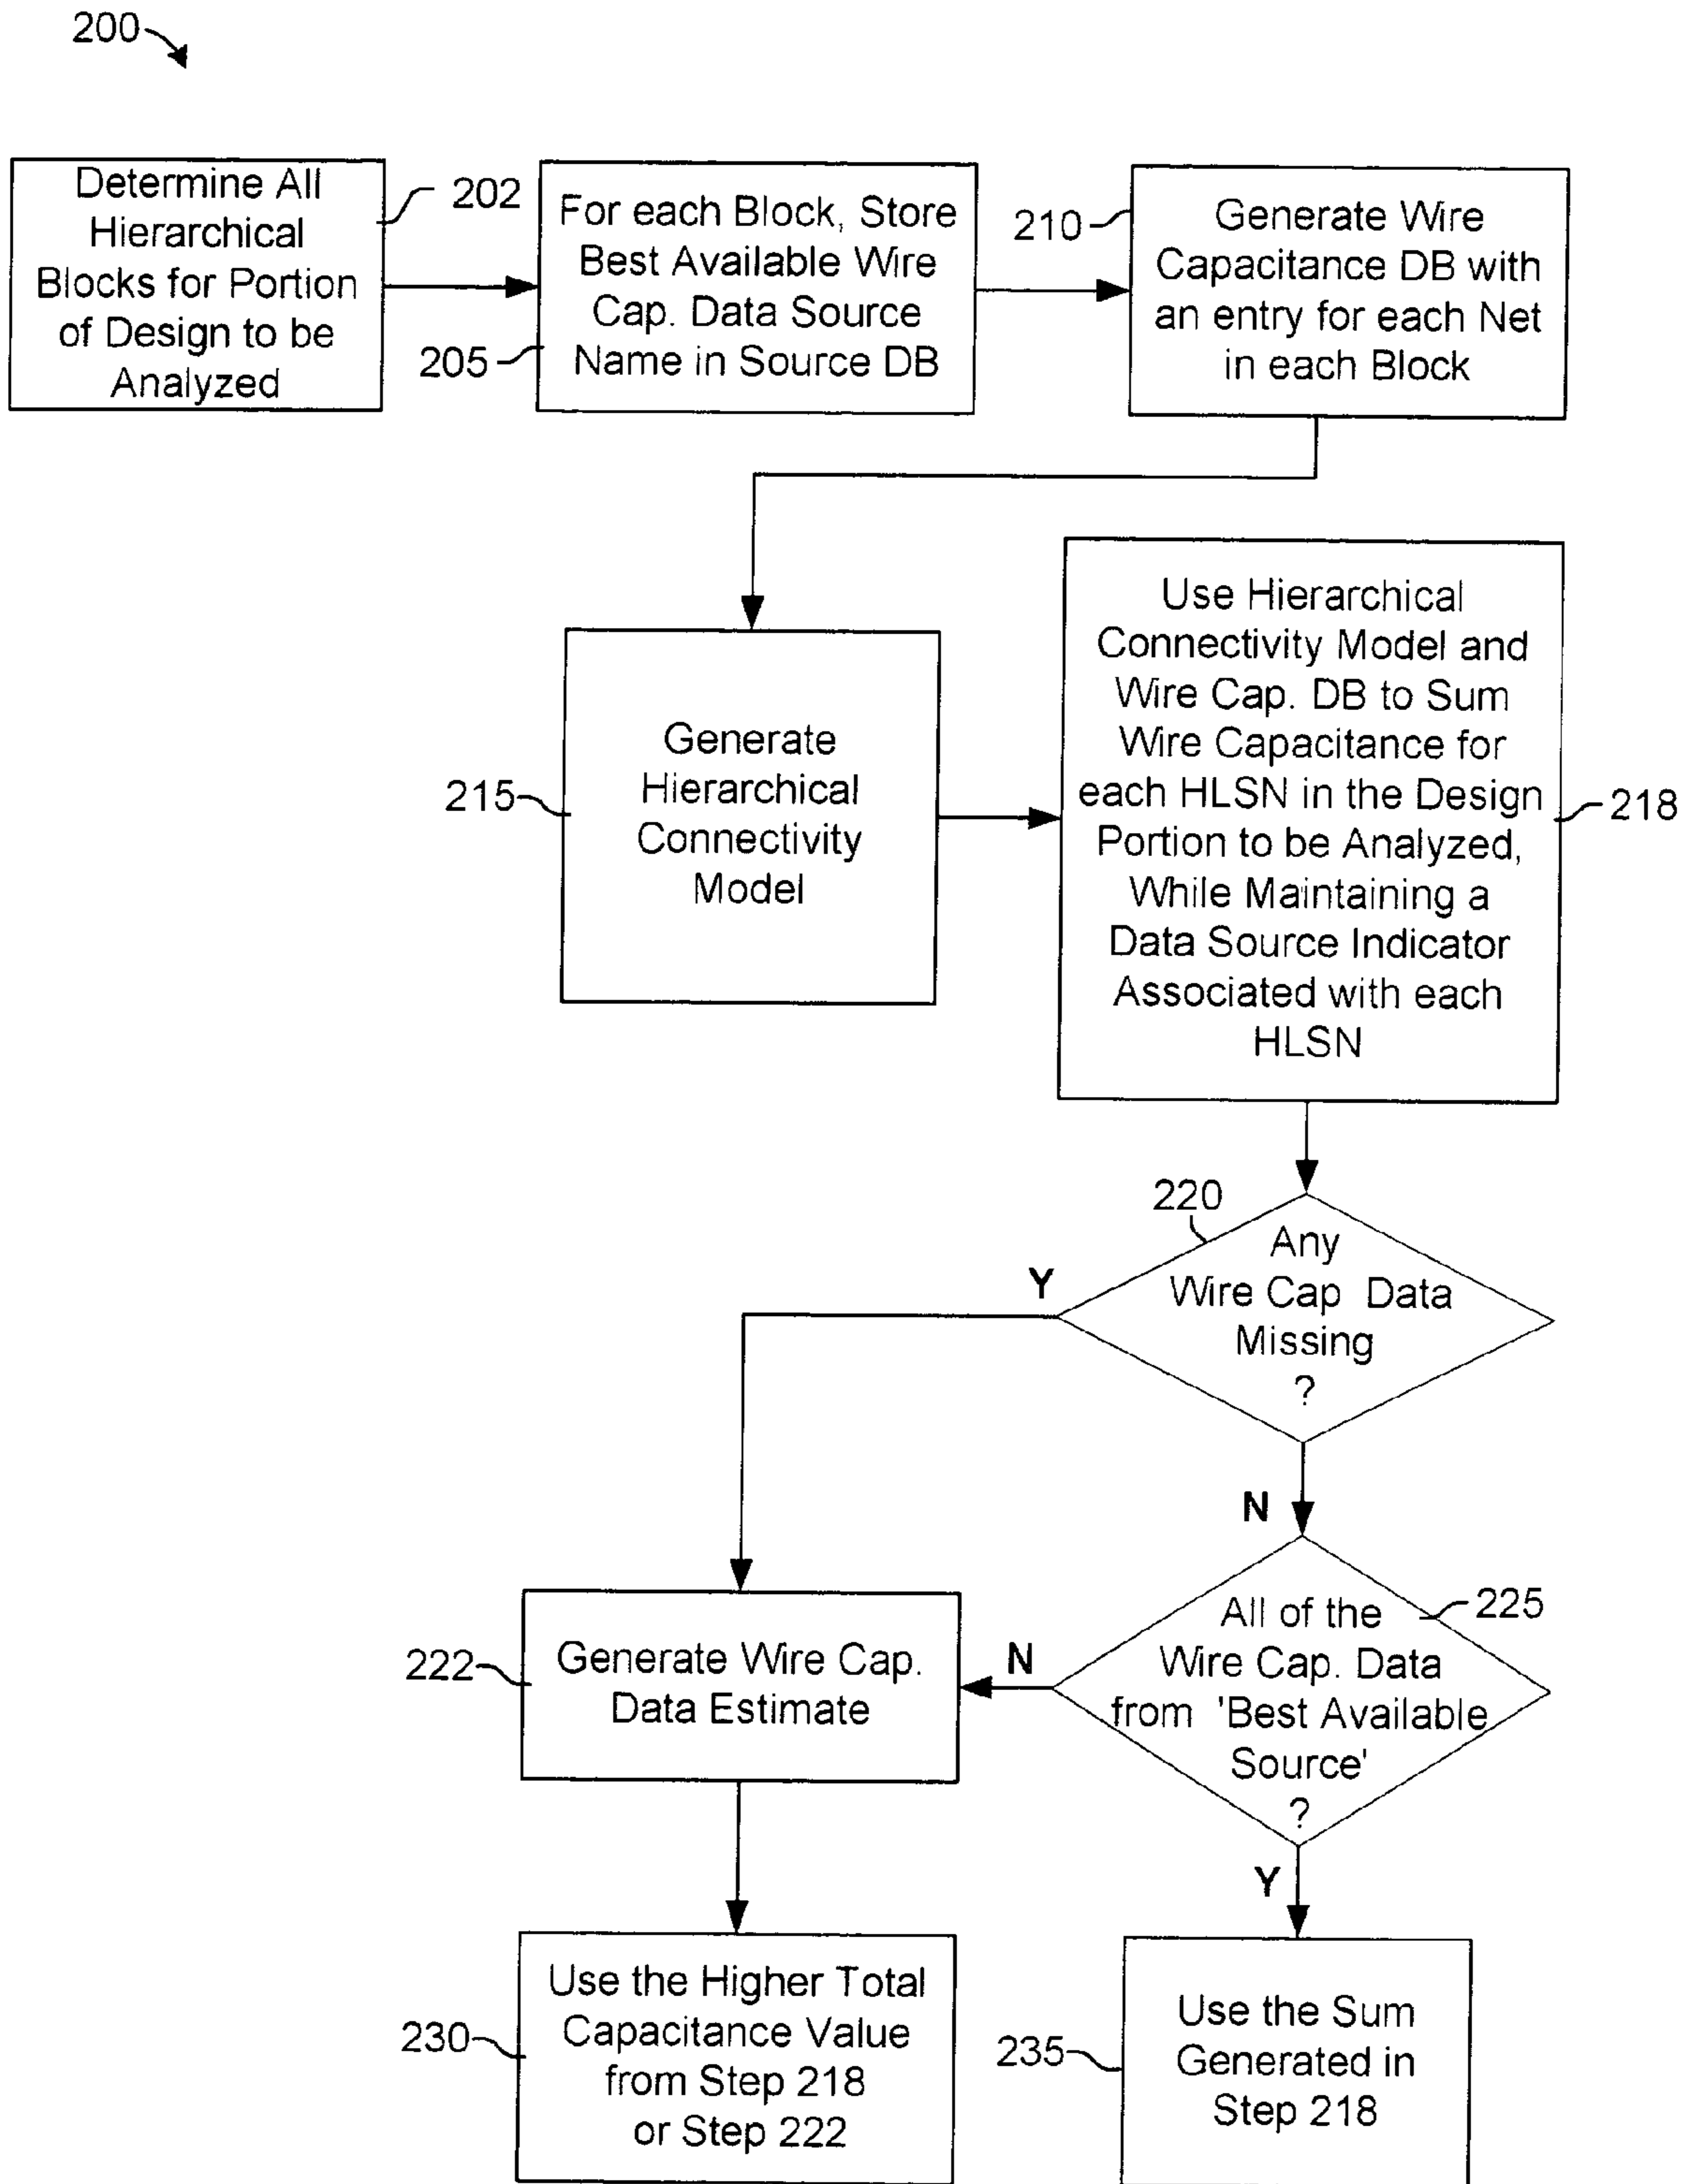 200
Determine All
Hierarchical
Blocks for Portion
of Design to be
Analyzed
202
For each Block, Store
Best Available Wire
Cap. Data Source
Name in Source DB
205
210
Generate Wire
Capacitance DB with
an entry for each Net
in each Block
215
Generate
Hierarchical
Connectivity
Model
Use Hierarchical
Connectivity Model and
Wire Cap. DB to Sum
Wire Capacitance for
each HLSN in the Design
Portion to be Analyzed,
While Maintaining a
Data Source Indicator
Associated with each
HLSN
218
220
Any
Wire Cap Data
Missing
?
Y
N
225
All of the
Wire Cap. Data
from 'Best Available
Source'
?
N
Y
222
Generate Wire Cap.
Data Estimate
230
Use the Higher Total
Capacitance Value
from Step 218
or Step 222
235
Use the Sum
Generated in
Step 218